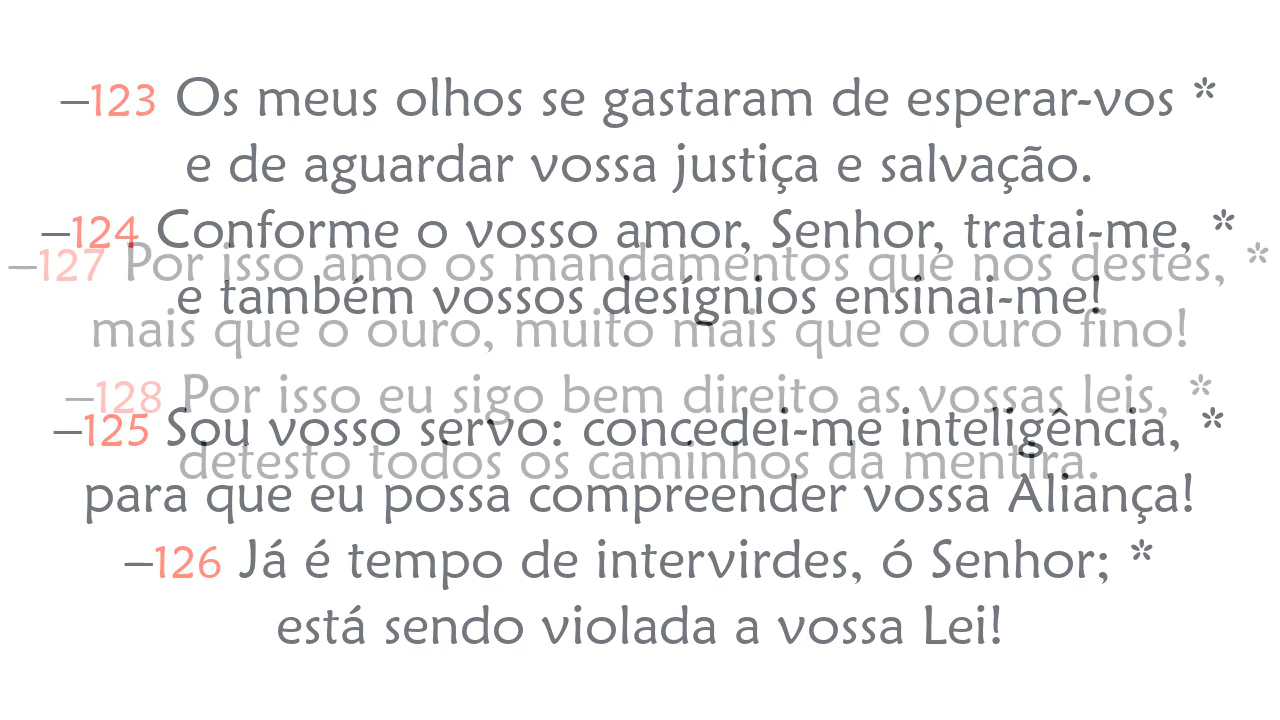 –123 Os meus olhos se gastaram de esperar-vos *
e de aguardar vossa justiça e salvação.
–124 Conforme o vosso amor, Senhor, tratai-me, *
e também vossos desígnios ensinai-me!
–125 Sou vosso servo: concedei-me inteligência, *
para que eu possa compreender vossa Aliança!
–126 Já é tempo de intervirdes, ó Senhor; *
está sendo violada a vossa Lei!
–127 Por isso amo os mandamentos que nos destes, *
mais que o ouro, muito mais que o ouro fino!
–128 Por isso eu sigo bem direito as vossas leis, *
detesto todos os caminhos da mentira.